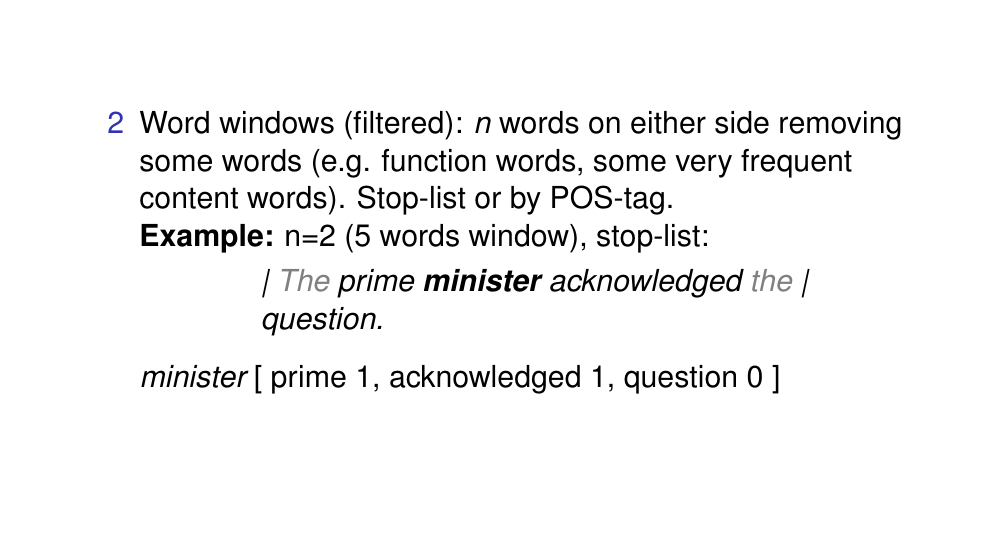 2 Word windows (filtered): n words on either side removing
some words (e.g. function words, some very frequent
content words). Stop-list or by POS-tag.
Example: n=2 (5 words window), stop-list:
| The prime minister acknowledged the |
question.
minister [ prime 1, acknowledged 1, question 0 ]